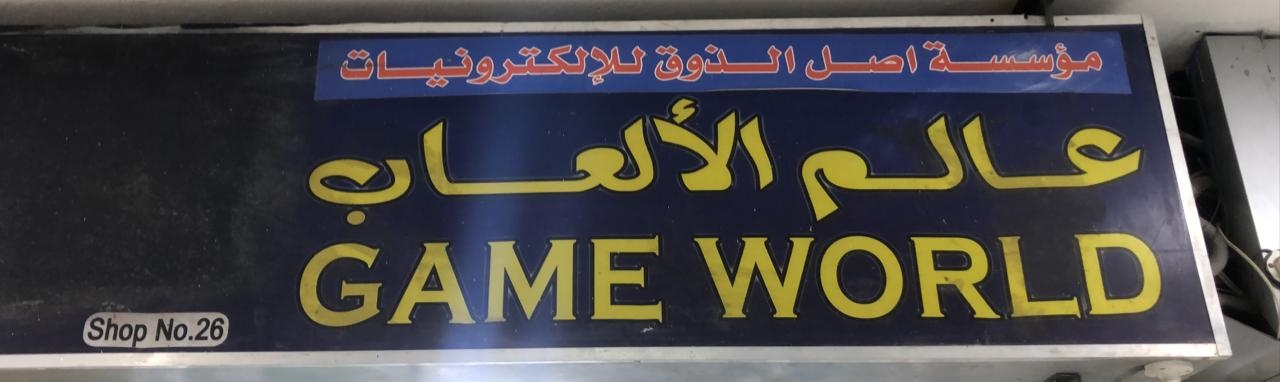 مؤسسة اصل الذوق للإلكترونيات
عالم الألعاب
GAME WORLD
Shop No.26